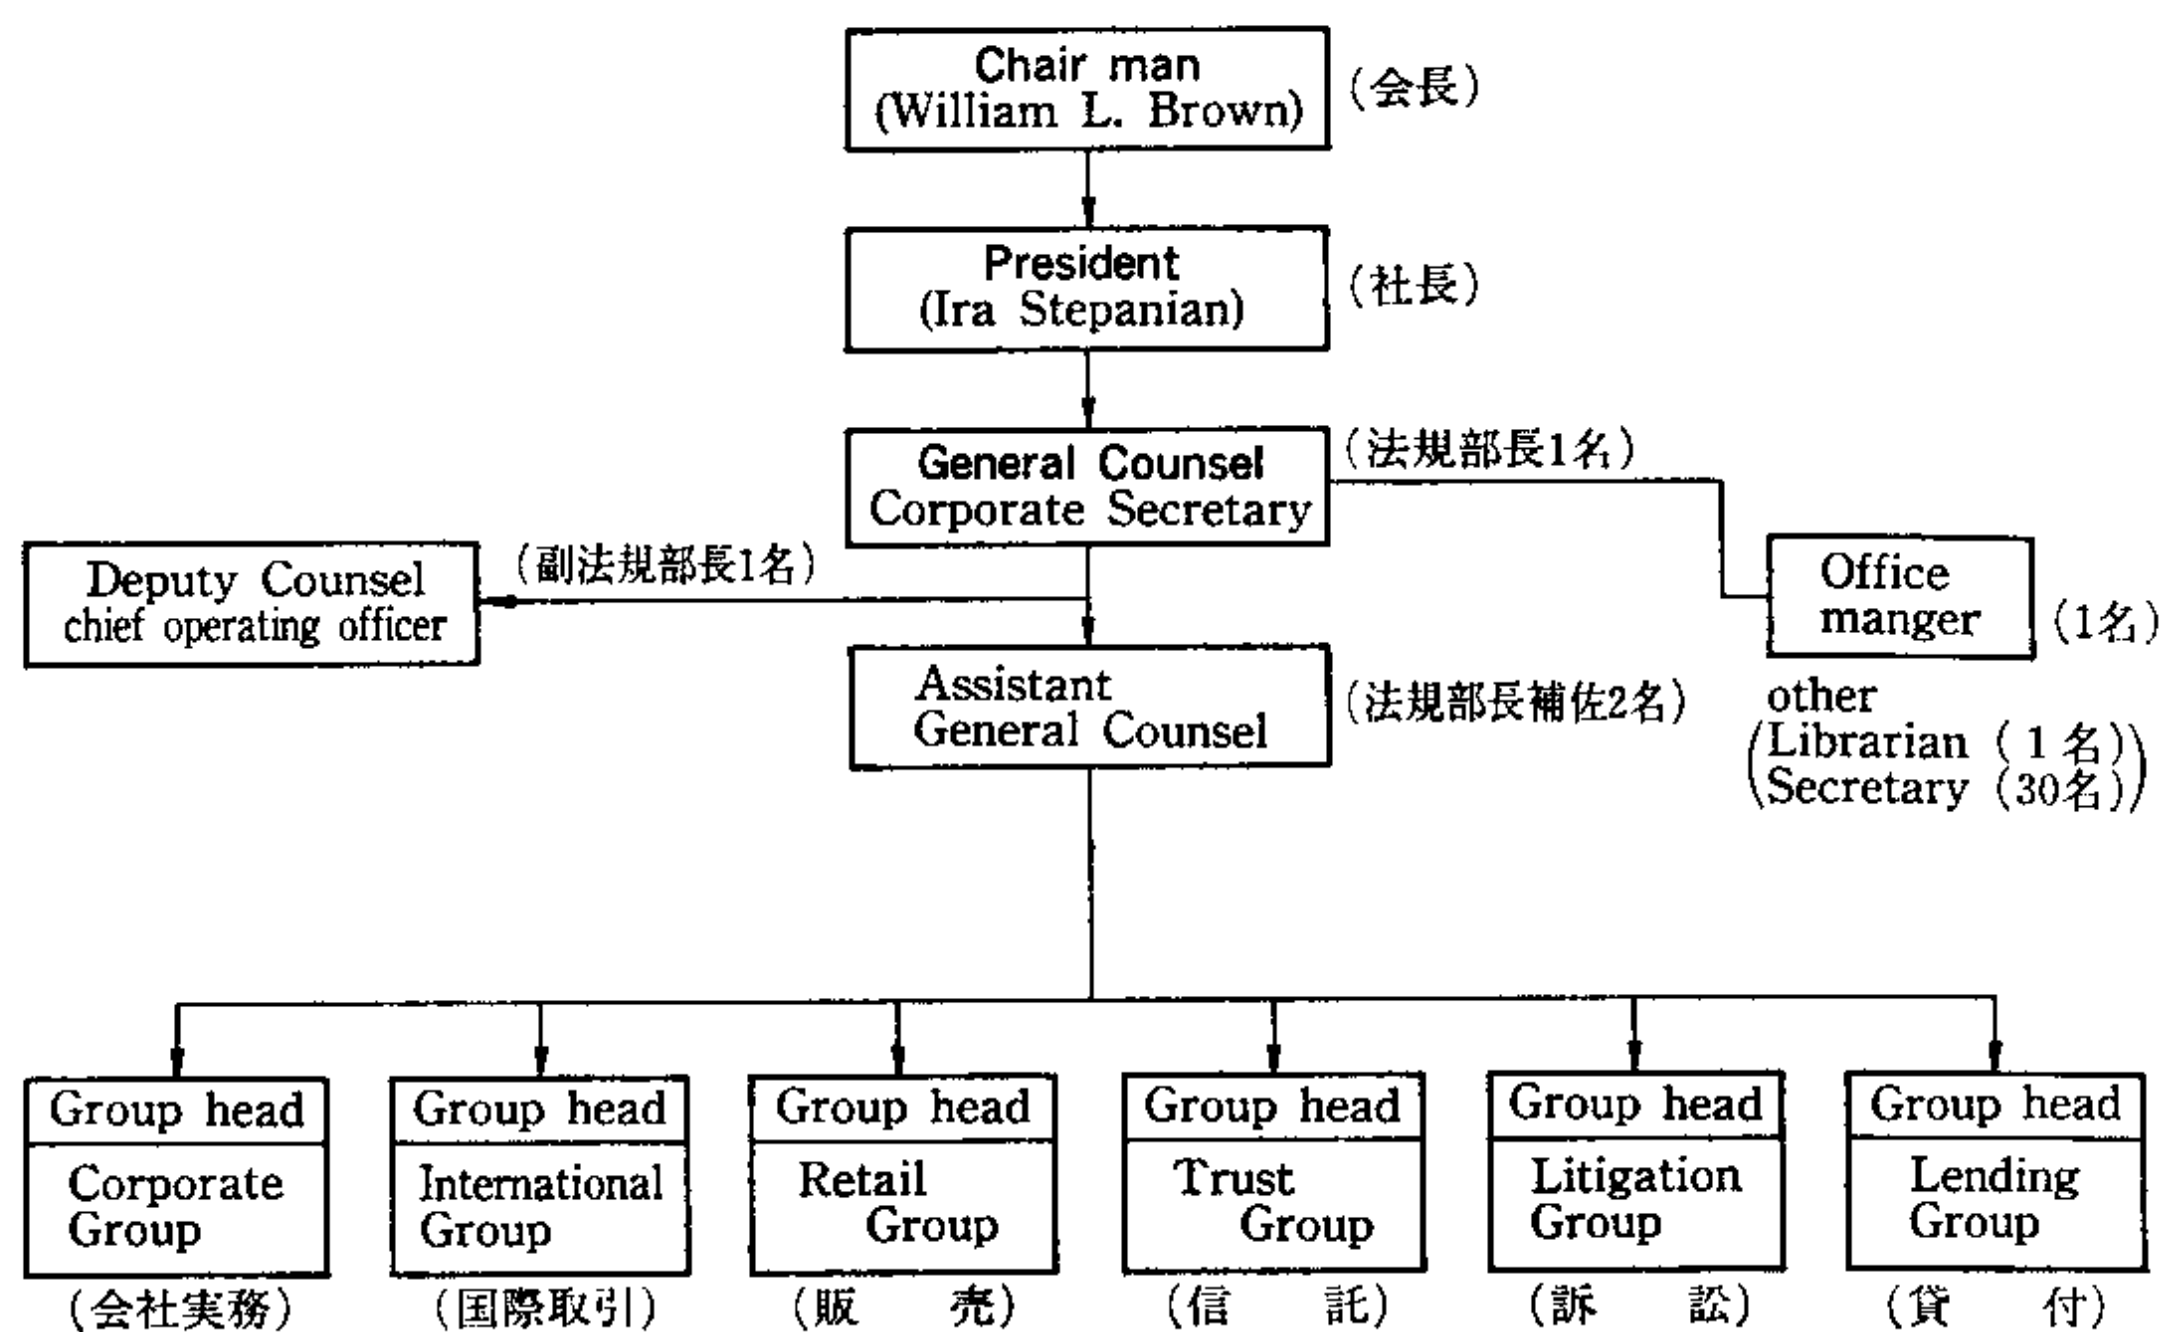 Chair man
(William L. Brown)
(会長)
President
(Ira Stepanian)
(社長)
General Counsel
Corporate Secretary
(法規部長1名)
Deputy Counsel
chief operating officer
(副法規部長1名)
Office
manger
(1名)
Assistant
General Counsel
(法規部長補佐2名)
other
(Librarian (1名))
(Secretary (30名))
Group head
Corporate
Group
(会社実務)
Group head
International
Group
(国際取引)
Group head
Retail
Group
(販 売)
Group head
Trust
Group
(信 託)
Group head
Litigation
Group
(訴 訟)
Group head
Lending
Group
(貸 付)